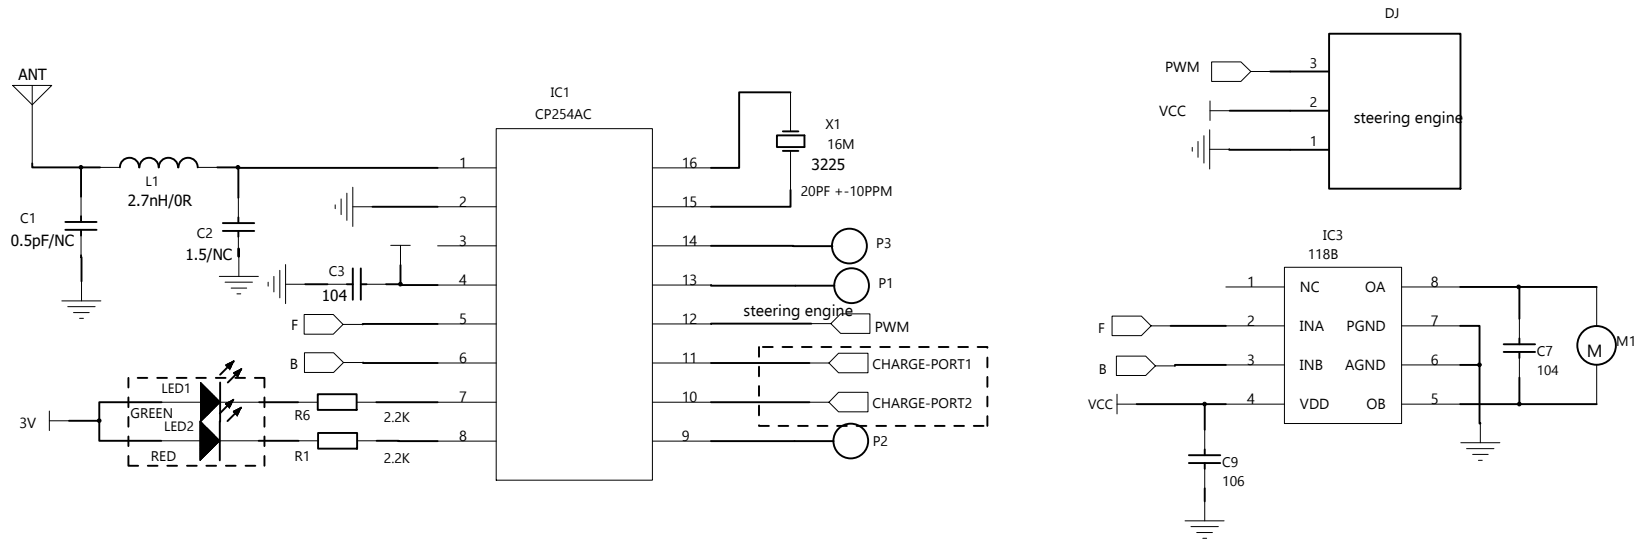 ANT
C1
0.5pF/NC
L1
2.7nH/0R
C2
1.5/NC
C3
104
F
B
3V
LED1
GREEN
LED2
RED
R6
2.2K
R1
2.2K
IC1
CP254AC
1
2
3
4
5
6
7
8
16
15
14
13
12
11
10
9
X1
16M
3225
20PF +-10PPM
P3
P1
steering engine
PWM
CHARGE-PORT1
CHARGE-PORT2
P2
DJ
PWM
3
VCC
2
1
steering engine
IC3
118B
1
NC
OA
8
F
2
INA
PGND
7
B
3
INB
AGND
6
VCC
4
VDD
OB
5
C9
106
C7
104
M
M1